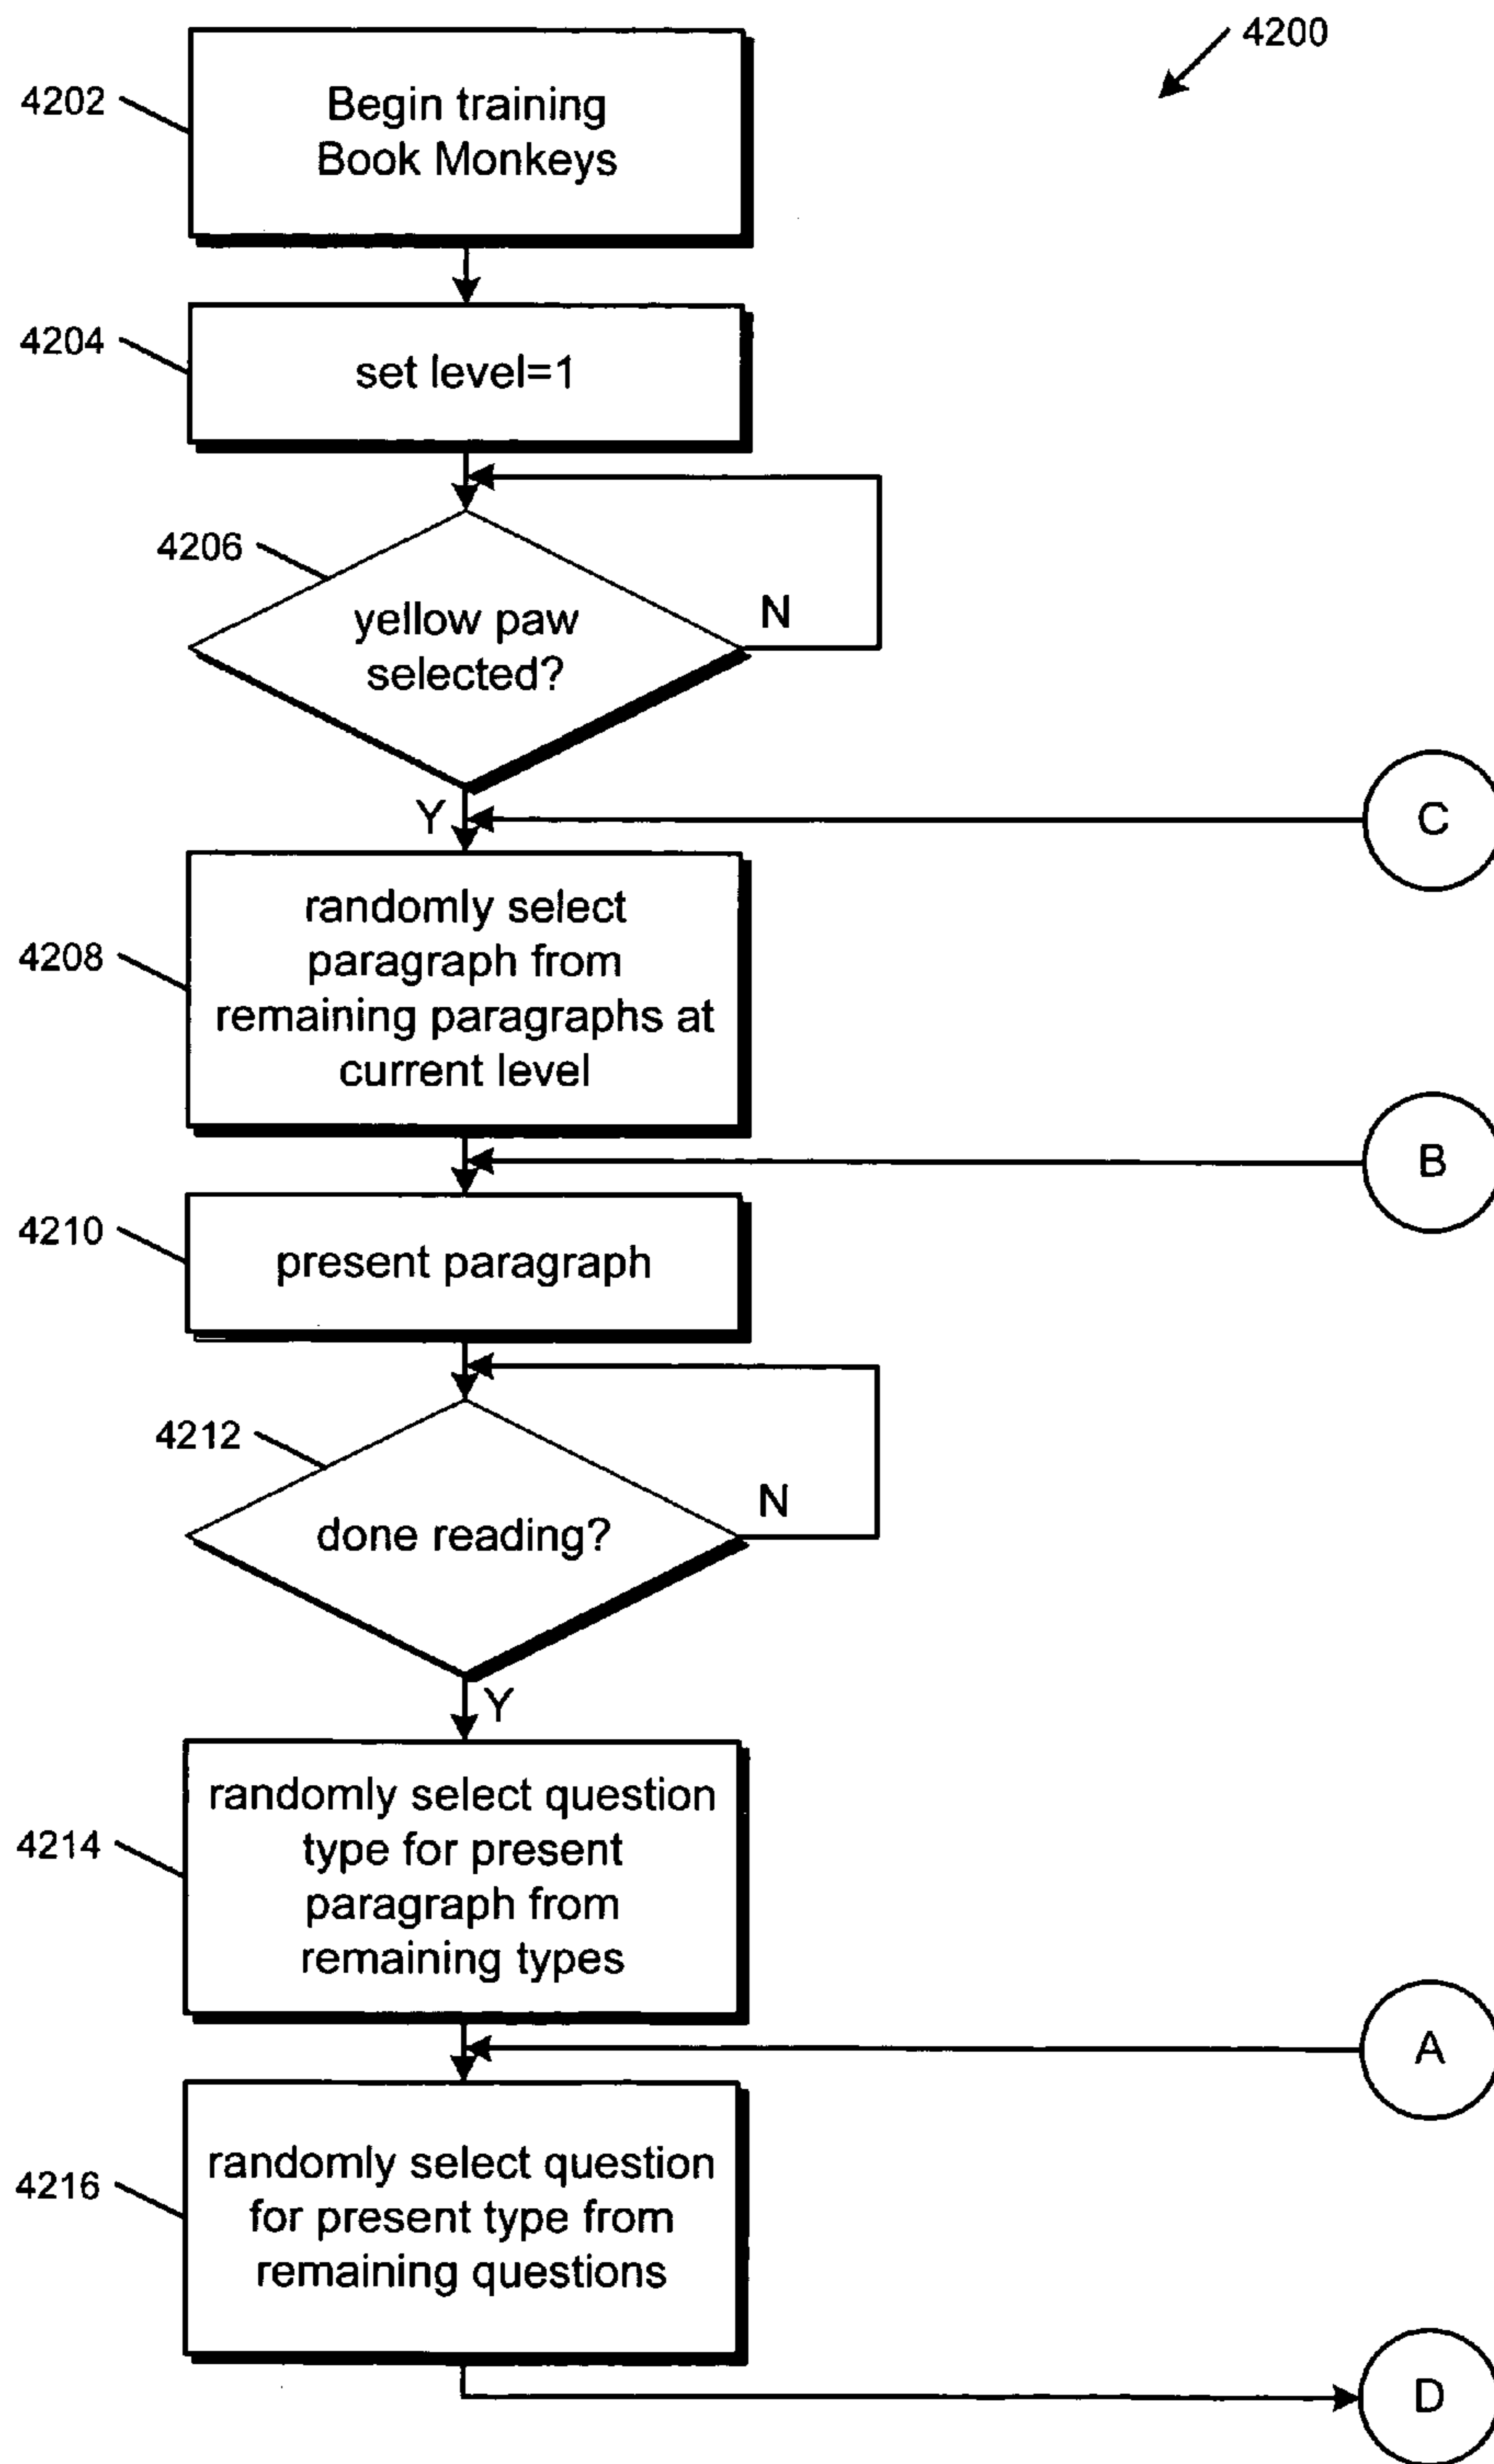 4200
4202
Begin training
Book Monkeys
4204
set level=1
4206
yellow paw
selected?
N
Y
C
4208
randomly select
paragraph from
remaining paragraphs at
current level
B
4210
present paragraph
4212
done reading?
N
Y
4214
randomly select question
type for present
paragraph from
remaining types
A
4216
randomly select question
for present type from
remaining questions
D